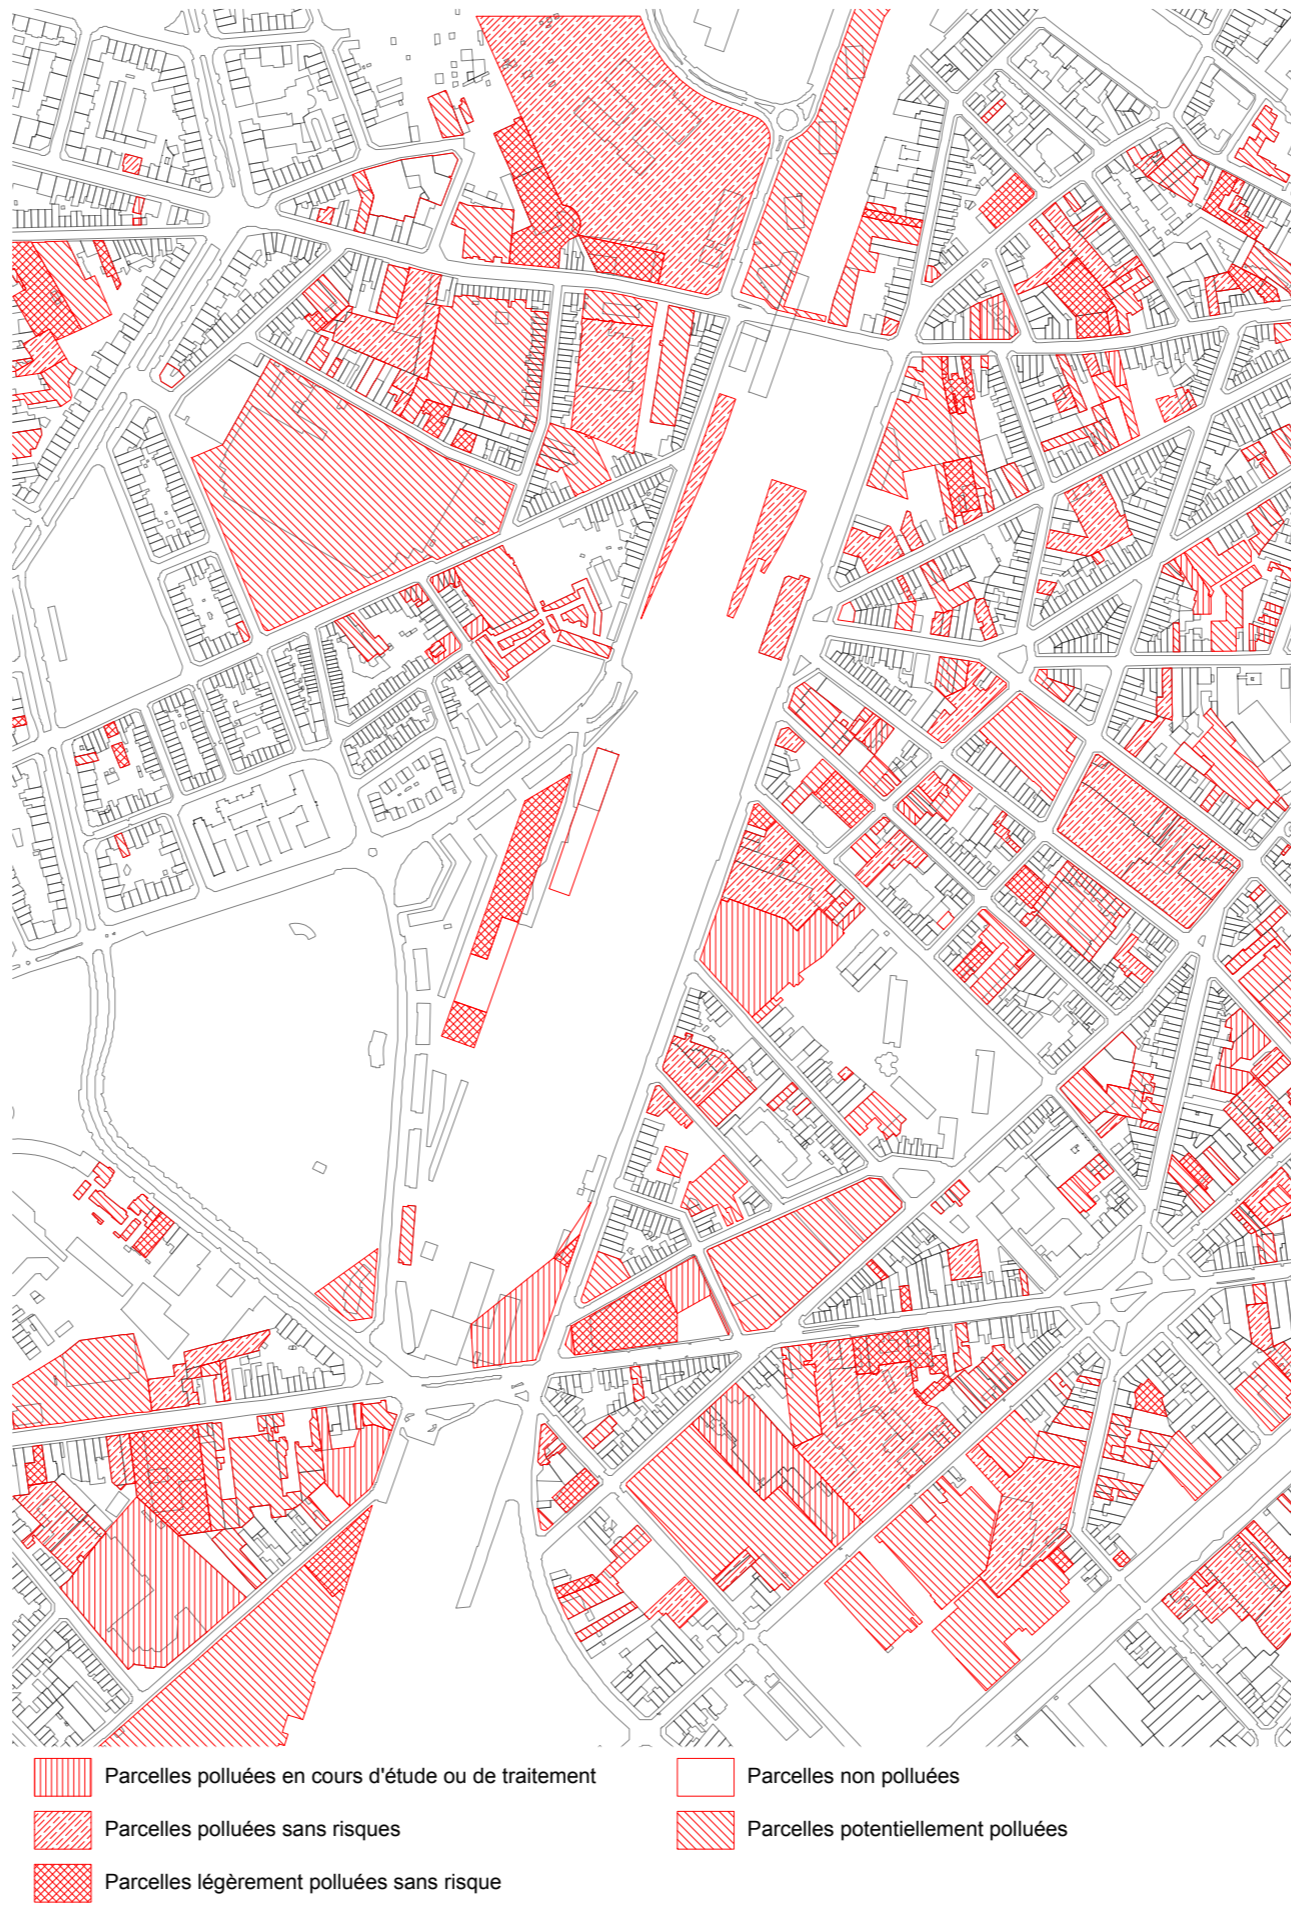 Parcelles polluées en cours d'étude ou de traitement
Parcelles polluées sans risques
Parcelles légèrement polluées sans risque
Parcelles non polluées
Parcelles potentiellement polluées